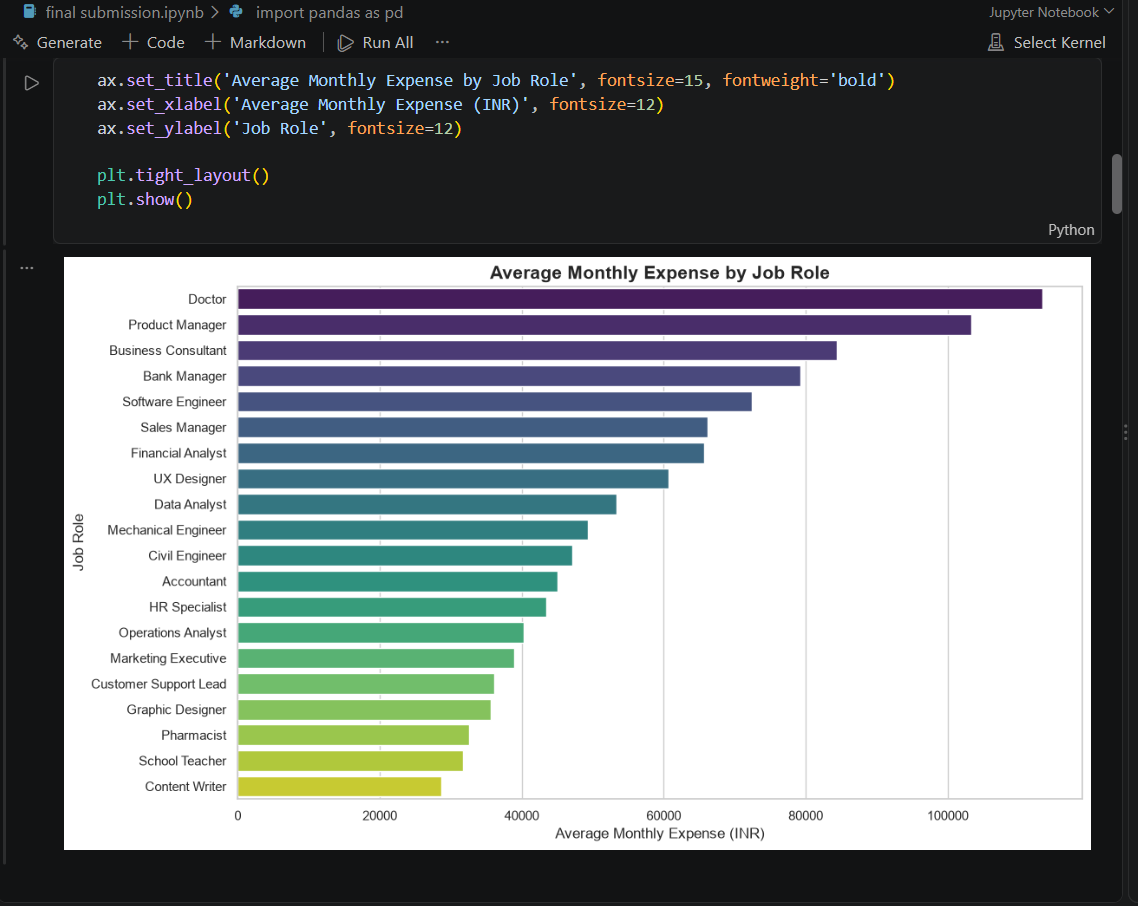 final submission.ipynb > import pandas as pd
Jupyter Notebook
Generate + Code + Markdown Run All ...
Select Kernel
ax.set_title('Average Monthly Expense by Job Role', fontsize=15, fontweight='bold')
ax.set_xlabel('Average Monthly Expense (INR)', fontsize=12)
ax.set_ylabel('Job Role', fontsize=12)
plt.tight_layout()
plt.show()
Python
...
Average Monthly Expense by Job Role
Job Role
Doctor
Product Manager
Business Consultant
Bank Manager
Software Engineer
Sales Manager
Financial Analyst
UX Designer
Data Analyst
Mechanical Engineer
Civil Engineer
Accountant
HR Specialist
Operations Analyst
Marketing Executive
Customer Support Lead
Graphic Designer
Pharmacist
School Teacher
Content Writer
0 20000 40000 60000 80000 100000
Average Monthly Expense (INR)